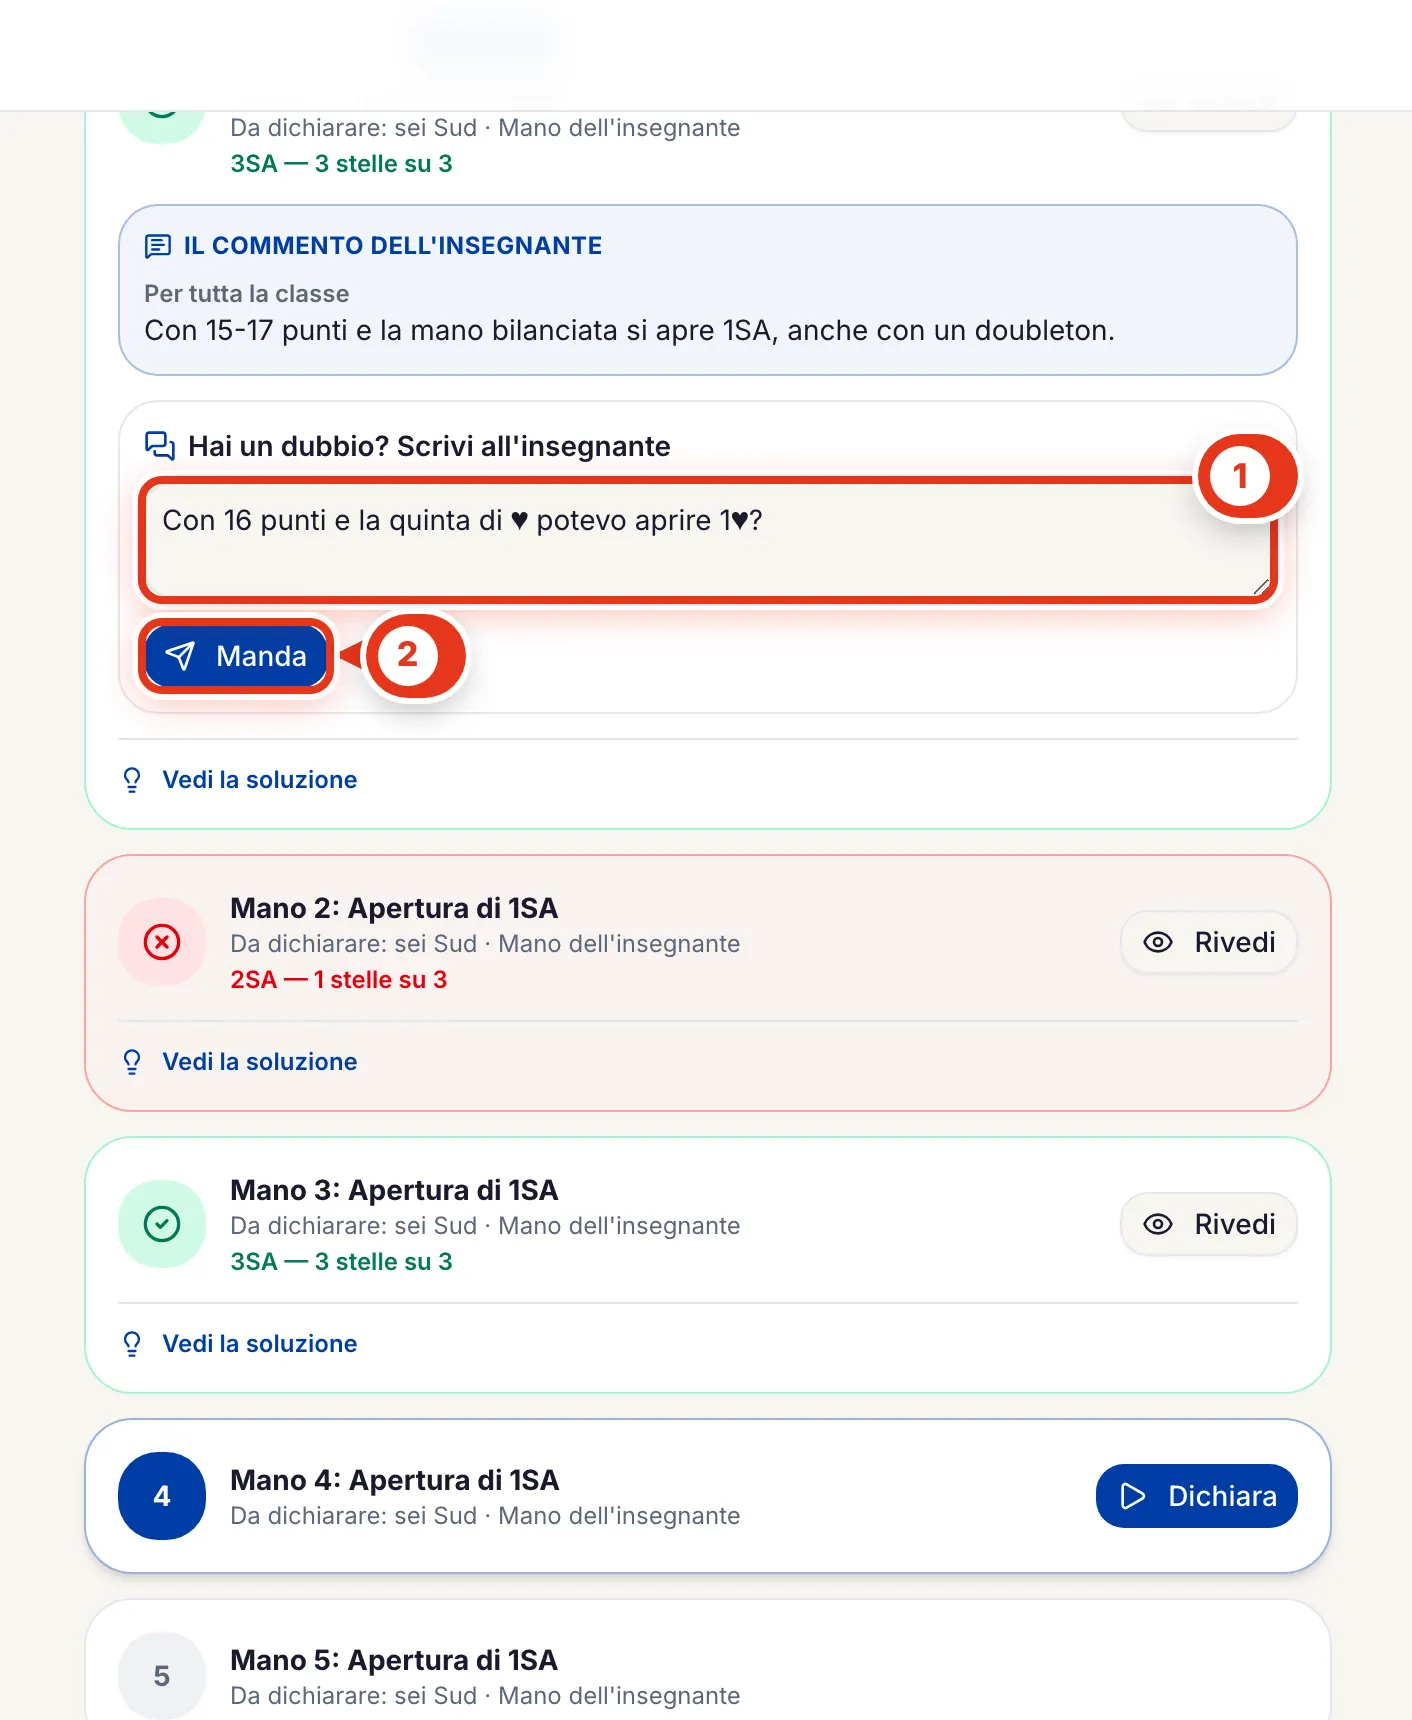 Da dichiarare: sei Sud · Mano dell'insegnante
3SA — 3 stelle su 3
IL COMMENTO DELL'INSEGNANTE
Per tutta la classe
Con 15-17 punti e la mano bilanciata si apre 1SA, anche con un doubleton.
Hai un dubbio? Scrivi all'insegnante
1
Con 16 punti e la quinta di ♥ potevo aprire 1♥?
Manda
2
Vedi la soluzione
Mano 2: Apertura di 1SA
Da dichiarare: sei Sud · Mano dell'insegnante
2SA — 1 stelle su 3
Rivedi
Vedi la soluzione
Mano 3: Apertura di 1SA
Da dichiarare: sei Sud · Mano dell'insegnante
3SA — 3 stelle su 3
Rivedi
Vedi la soluzione
4
Mano 4: Apertura di 1SA
Da dichiarare: sei Sud · Mano dell'insegnante
Dichiara
5
Mano 5: Apertura di 1SA
Da dichiarare: sei Sud · Mano dell'insegnante